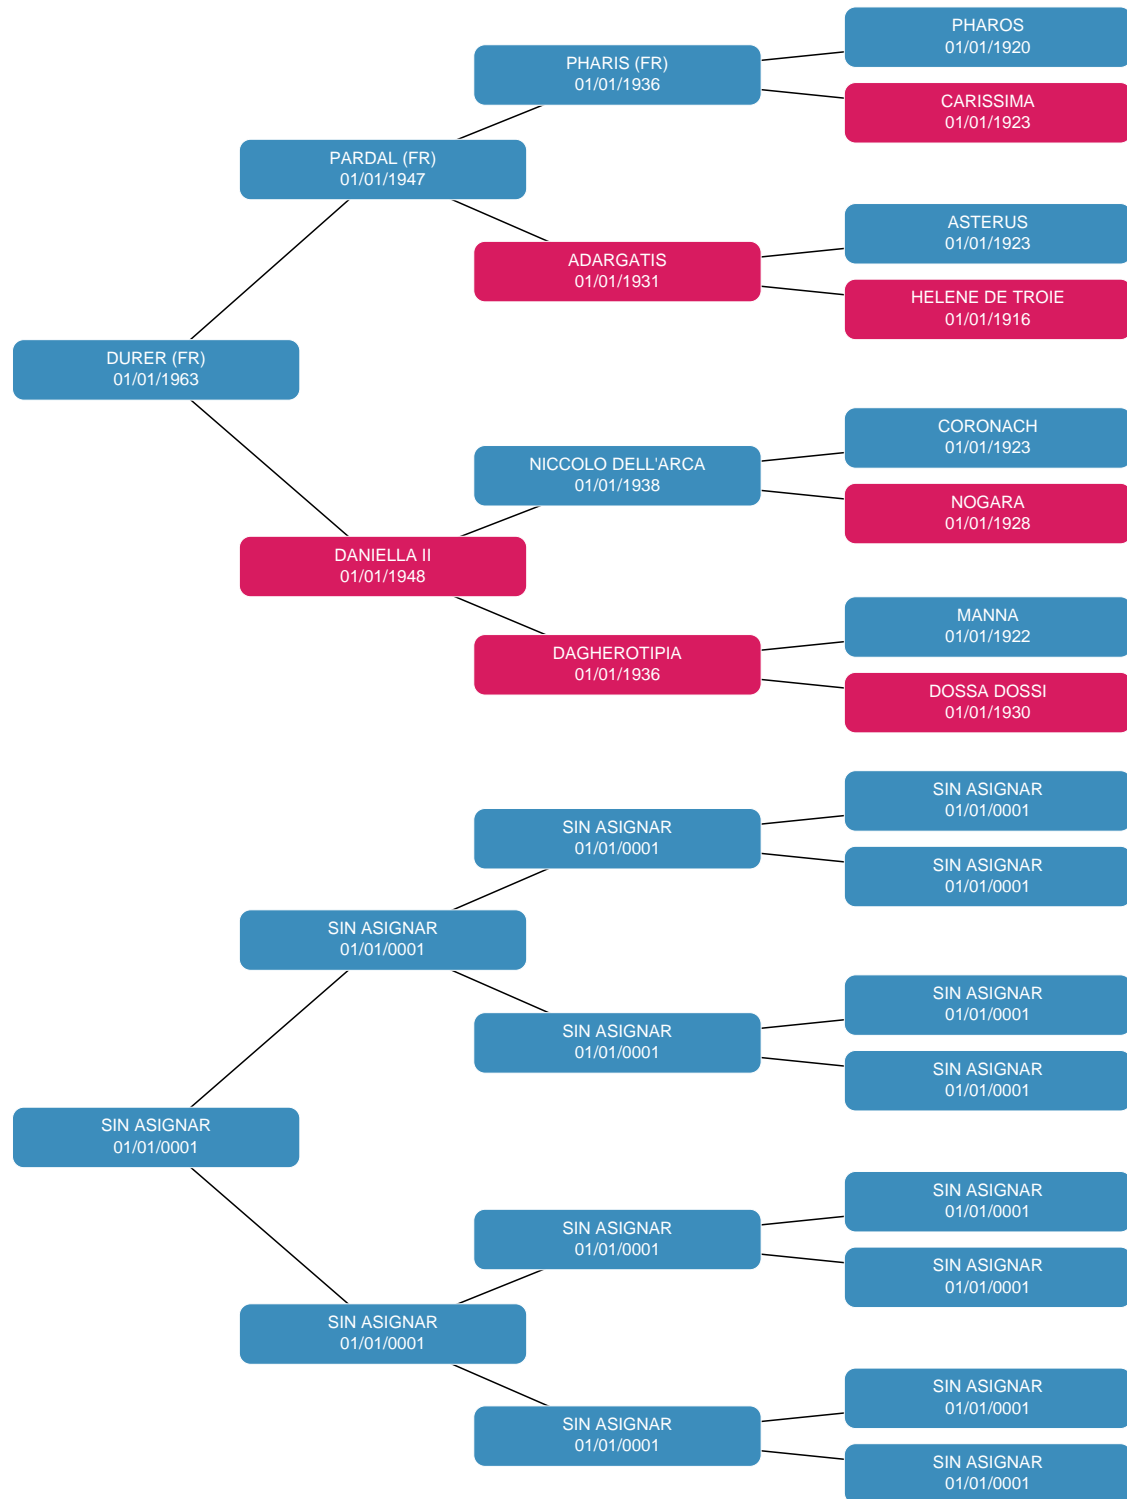 PHAROS
01/01/1920
PHARIS (FR)
01/01/1936
CARISSIMA
01/01/1923
PARDAL (FR)
01/01/1947
ASTERUS
01/01/1923
ADARGATIS
01/01/1931
HELENE DE TROIE
01/01/1916
DURER (FR)
01/01/1963
CORONACH
01/01/1923
NICCOLO DELL'ARCA
01/01/1938
NOGARA
01/01/1928
DANIELLA II
01/01/1948
MANNA
01/01/1922
DAGHEROTIPIA
01/01/1936
DOSSA DOSSI
01/01/1930
SIN ASIGNAR
01/01/0001
SIN ASIGNAR
01/01/0001
SIN ASIGNAR
01/01/0001
SIN ASIGNAR
01/01/0001
SIN ASIGNAR
01/01/0001
SIN ASIGNAR
01/01/0001
SIN ASIGNAR
01/01/0001
SIN ASIGNAR
01/01/0001
SIN ASIGNAR
01/01/0001
SIN ASIGNAR
01/01/0001
SIN ASIGNAR
01/01/0001
SIN ASIGNAR
01/01/0001
SIN ASIGNAR
01/01/0001
SIN ASIGNAR
01/01/0001
SIN ASIGNAR
01/01/0001